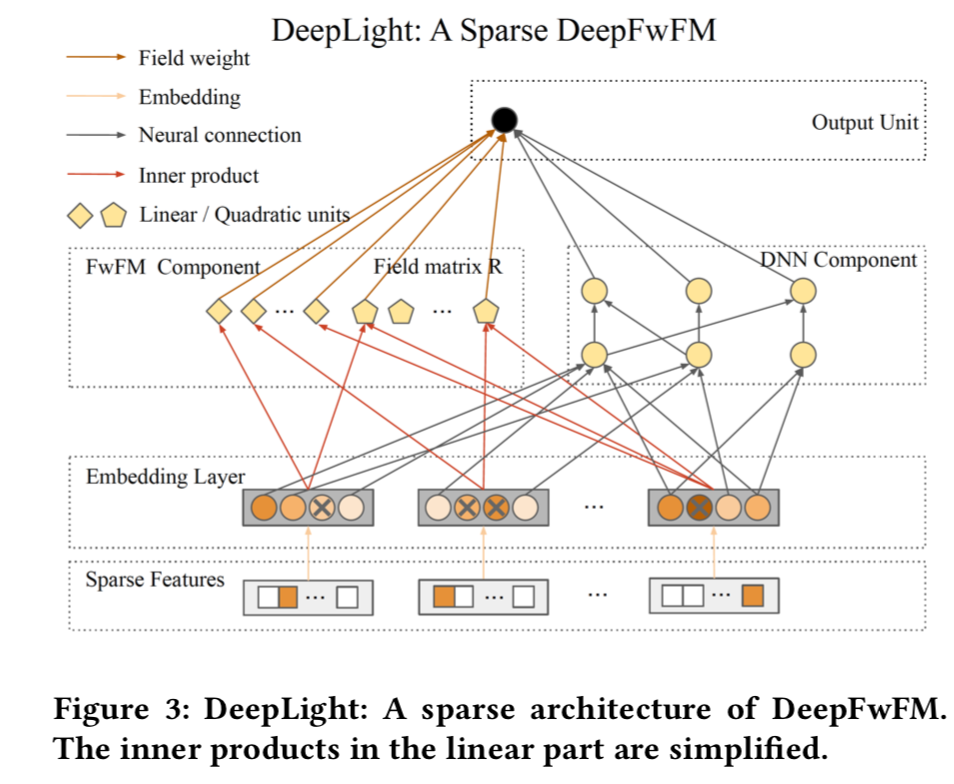 DeepLight: A Sparse DeepFwFM
Field weight
Embedding
Neural connection
Inner product
Linear / Quadratic units
Output Unit
FwFM Component
Field matrix R
DNN Component
...
...
Embedding Layer
...
Sparse Features
...
...
...
...
Figure 3: DeepLight: A sparse architecture of DeepFwFM.
The inner products in the linear part are simplified.